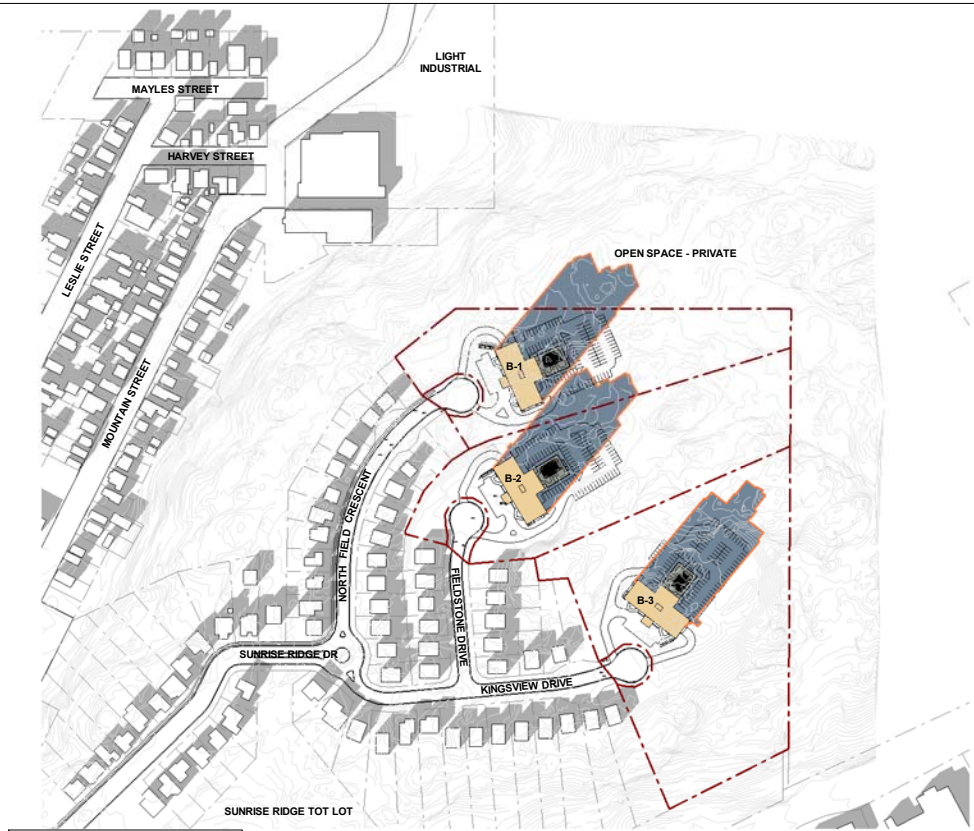 LIGHT
INDUSTRIAL
MAYLES STREET
HARVEY STREET
LESLIE STREET
OPEN SPACE - PRIVATE
MOUNTAIN STREET
B-1
B-2
NORTH FIELD CRESCENT
FIELDSTONE DRIVE
B-3
SUNRISE RIDGE DR
KINGSVIEW DRIVE
SUNRISE RIDGE TOT LOT